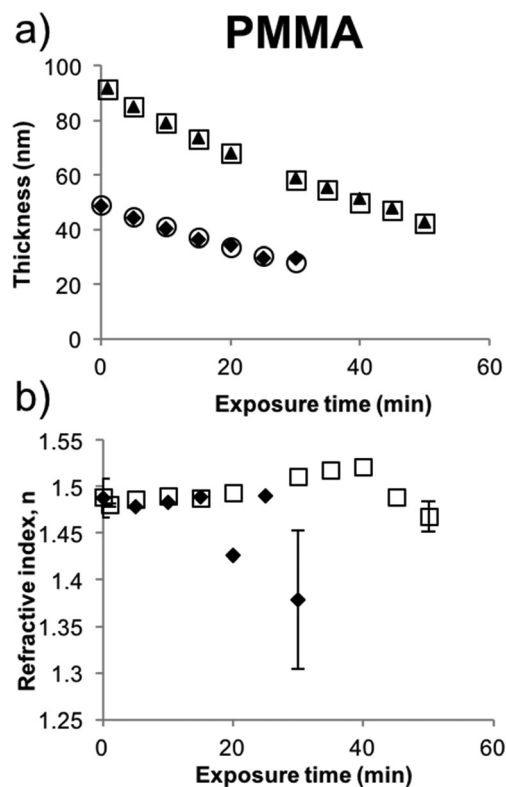 a) PMMA
100
80
60
40
20
0
Thickness (nm)
0 20 40 60
Exposure time (min)
b)
1.55
1.5
1.45
1.4
1.35
1.3
1.25
Refractive index, n
0 20 40 60
Exposure time (min)